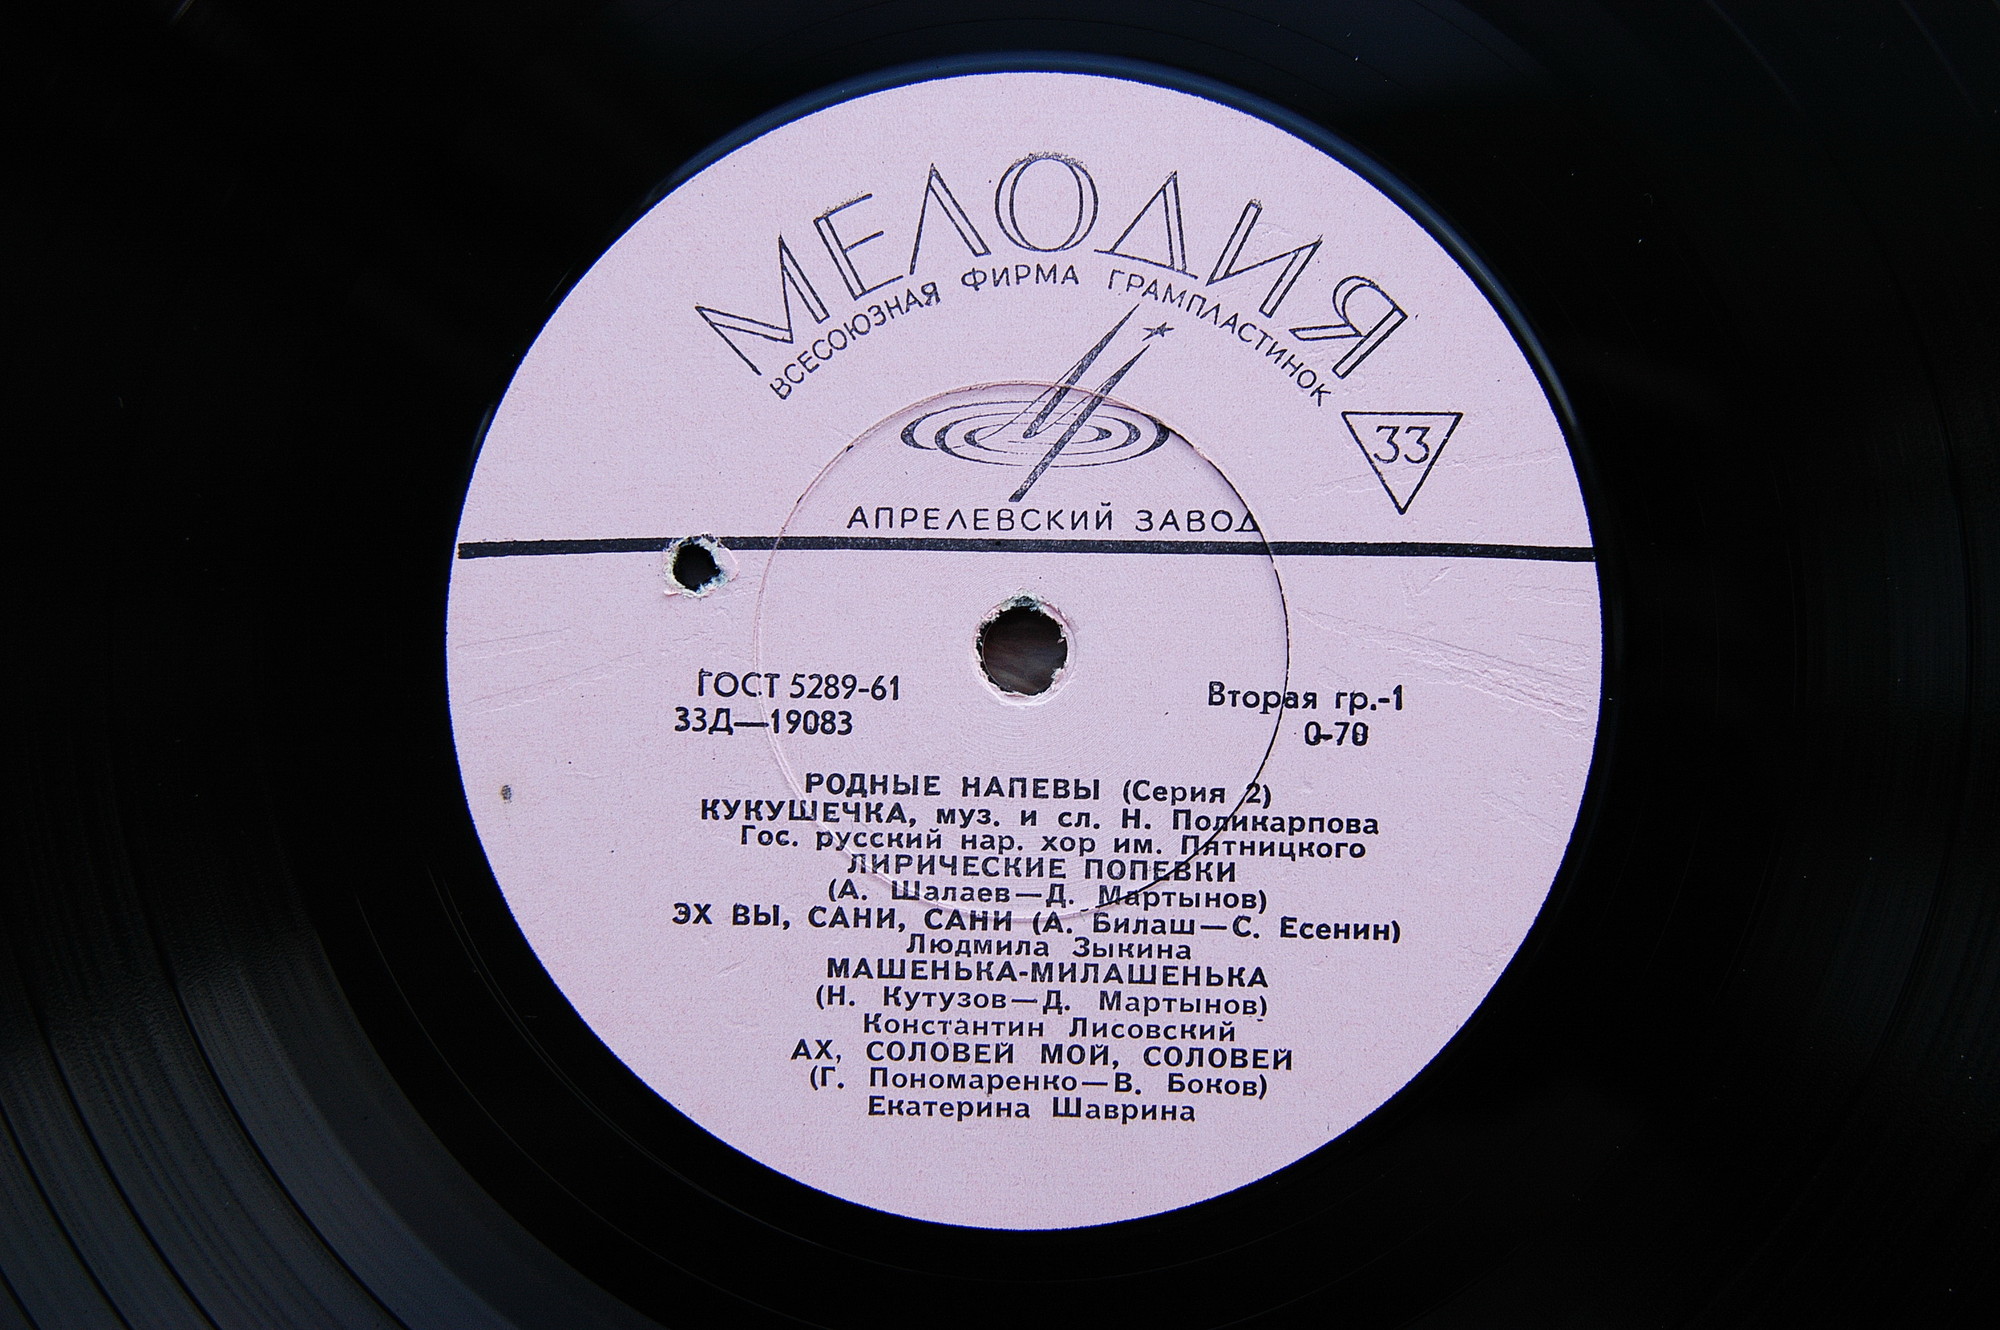 МЕЛОДИЯ
ВСЕСОЮЗНАЯ ФИРМА ГРАМПЛАСТИНОК
33
АПРЕЛЕВСКИЙ ЗАВОД
ГОСТ 5289-61
Вторая гр.-1
33Д—19083
0-70
РОДНЫЕ НАПЕВЫ (Серия 2)
КУКУШЕЧКА, муз. и сл. Н. Поликарпова
Гос. русский нар. хор им. Пятницкого
ЛИРИЧЕСКИЕ ПОПЕВКИ
(А. Шалаев—Д. Мартынов)
ЭХ ВЫ, САНИ, САНИ (А. Билаш—С. Есенин)
Людмила Зыкина
МАШЕНЬКА-МИЛАШЕНЬКА
(Н. Кутузов—Д. Мартынов)
Константин Лисовский
АХ, СОЛОВЕЙ МОЙ, СОЛОВЕЙ
(Г. Пономаренко—В. Боков)
Екатерина Шаврина